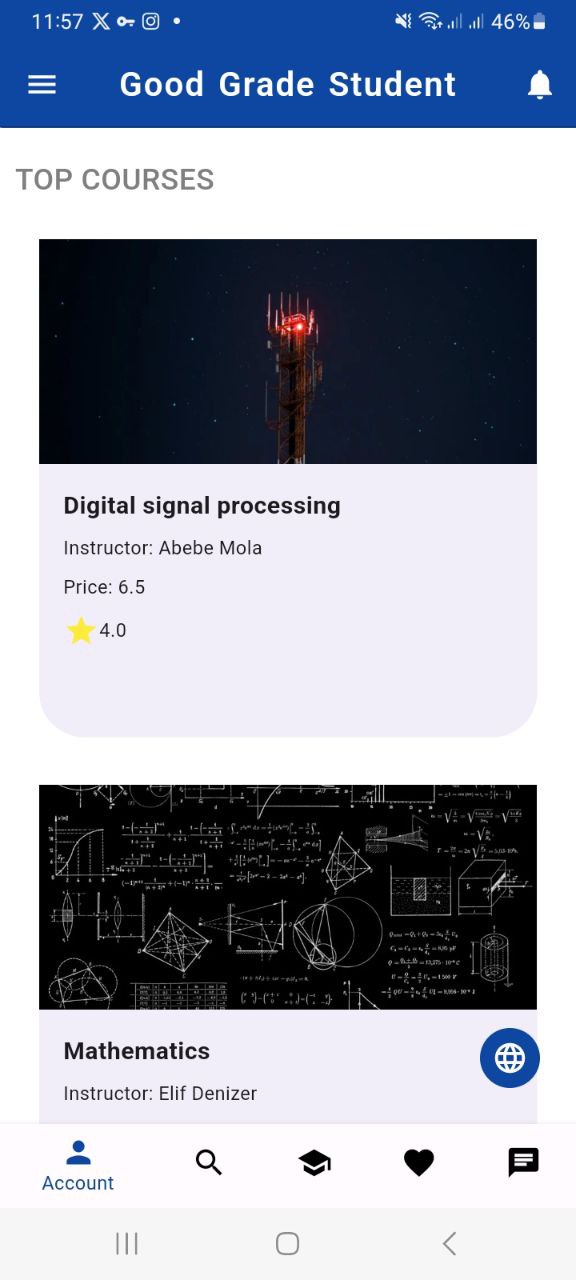 11:57
46%
Good Grade Student
TOP COURSES
Digital signal processing
Instructor: Abebe Mola
Price: 6.5
4.0
Mathematics
Instructor: Elif Denizer
Account